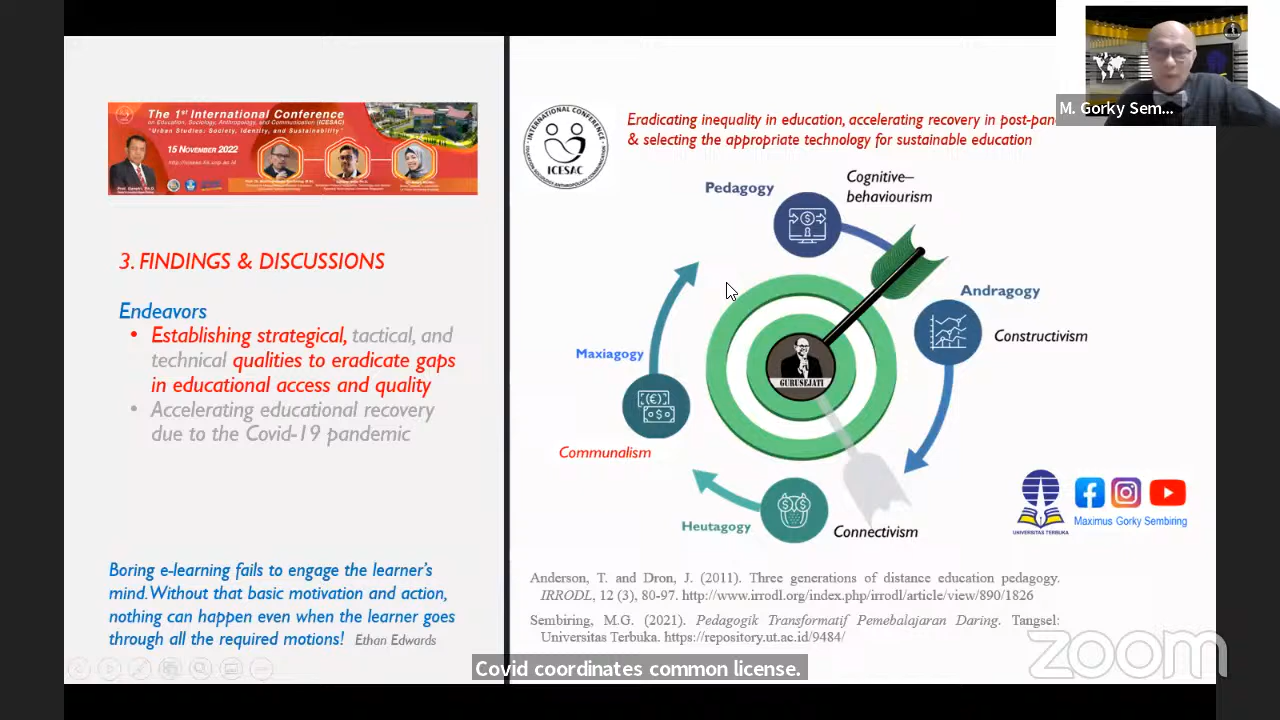 The 1st International Conference
on Education, Sociology, Anthropology, and Communication (ICESAC)
"Urban Studies: Society, Identity, and Sustainability"
15 NOVEMBER 2022
3. FINDINGS & DISCUSSIONS
Endeavors
• Establishing strategical, tactical, and
technical qualities to eradicate gaps
in educational access and quality
• Accelerating educational recovery
due to the Covid-19 pandemic
Boring e-learning fails to engage the learner's
mind. Without that basic motivation and action,
nothing can happen even when the learner goes
through all the required motions! Ethan Edwards
INTERNATIONAL CONFERENCE
ICESAC
Eradicating inequality in education, accelerating recovery in post-pan
& selecting the appropriate technology for sustainable education
Pedagogy
Cognitive–
behaviourism
Andragogy
Constructivism
Maxiagogy
GURUSEJATI
Communalism
Heutagogy
Connectivism
UNIVERSITAS TERBUKA
Maximus Gorky Sembiring
Anderson, T. and Dron, J. (2011). Three generations of distance education pedagogy.
IRRODL, 12 (3), 80-97. http://www.irrodl.org/index.php/irrodl/article/view/890/1826
Sembiring, M.G. (2021). Pedagogik Transformatif Pemebalajaran Daring. Tangsel:
Universitas Terbuka. https://repository.ut.ac.id/9484/
M. Gorky Sem...
Covid coordinates common license.
zoom